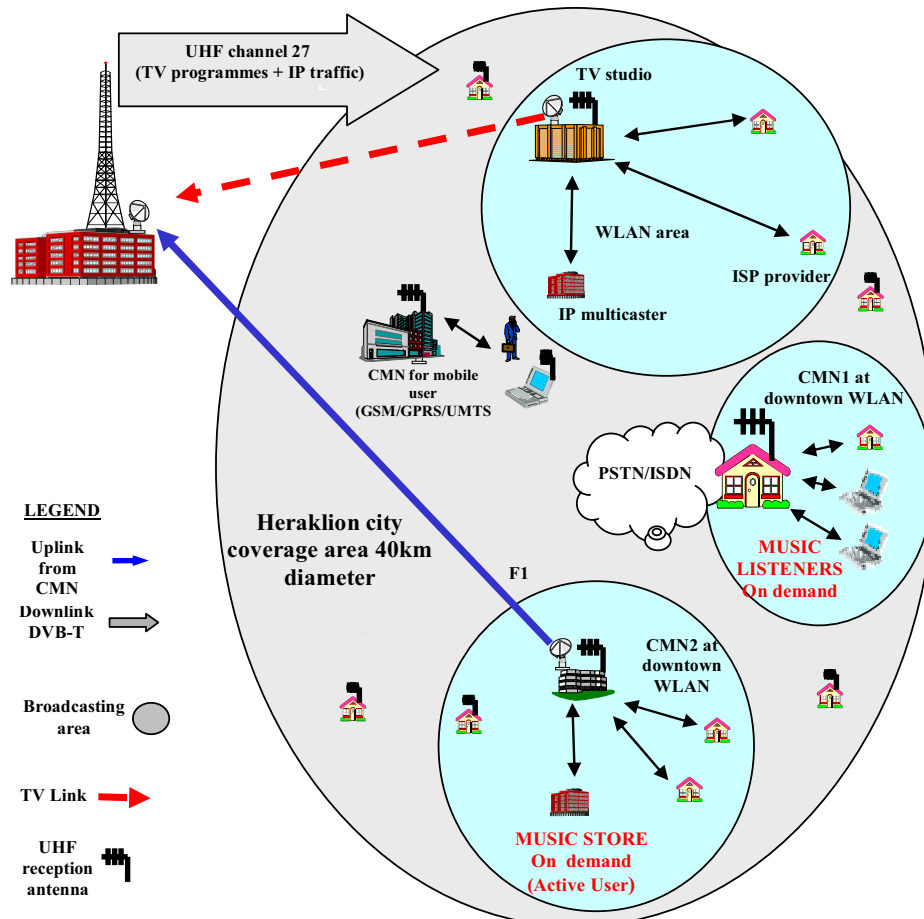 UHF channel 27
(TV programmes + IP traffic)
TV studio
WLAN area
ISP provider
IP multicaster
CMN for mobile
user
(GSM/GPRS/UMTS
CMN1 at
downtown WLAN
PSTN/ISDN
MUSIC
LISTENERS
On demand
Heraklion city
coverage area 40km
diameter
F1
CMN2 at
downtown
WLAN
MUSIC STORE
On demand
(Active User)
LEGEND
Uplink
from
CMN
Downlink
DVB-T
Broadcasting
area
TV Link
UHF
reception
antenna